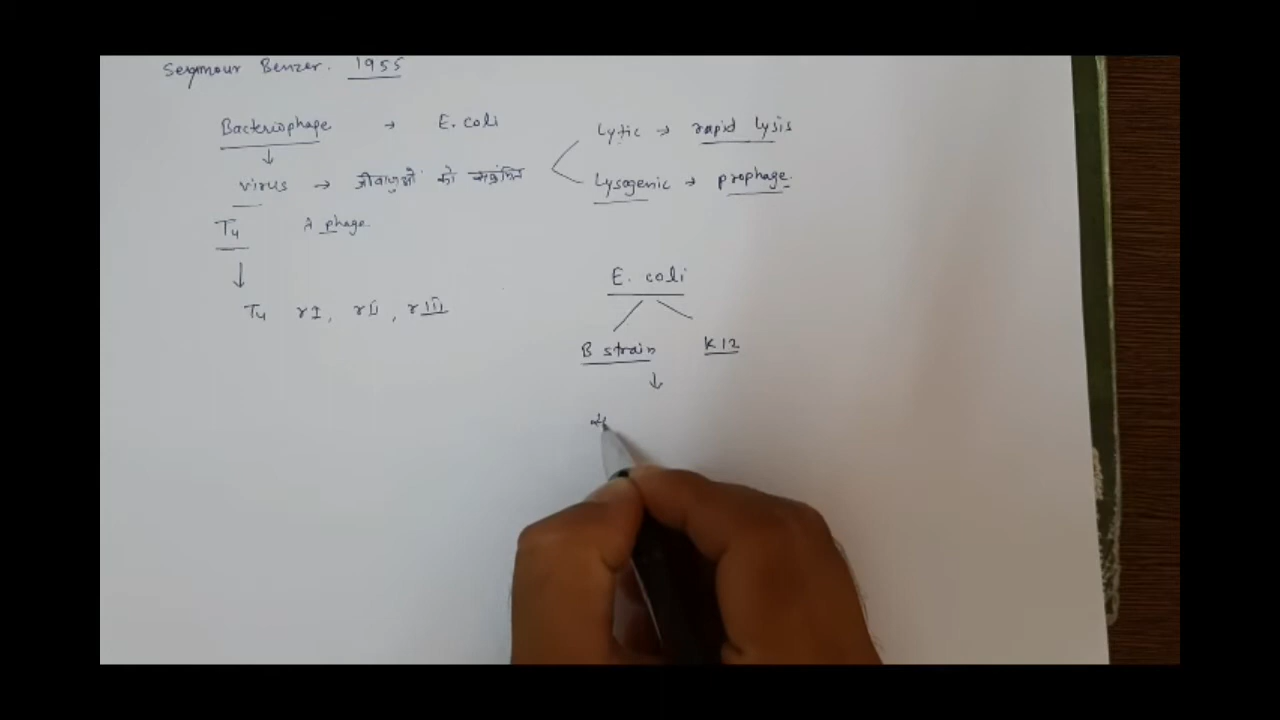 Seymour Benzer. 1955
Bacteriophage → E. coli
Lytic → rapid Lysis
virus → जीवाणुओं को संक्रमित
Lysogenic → prophage.
T4 λ phage
E. coli
T4 rI, rII, rIII
B strain K12